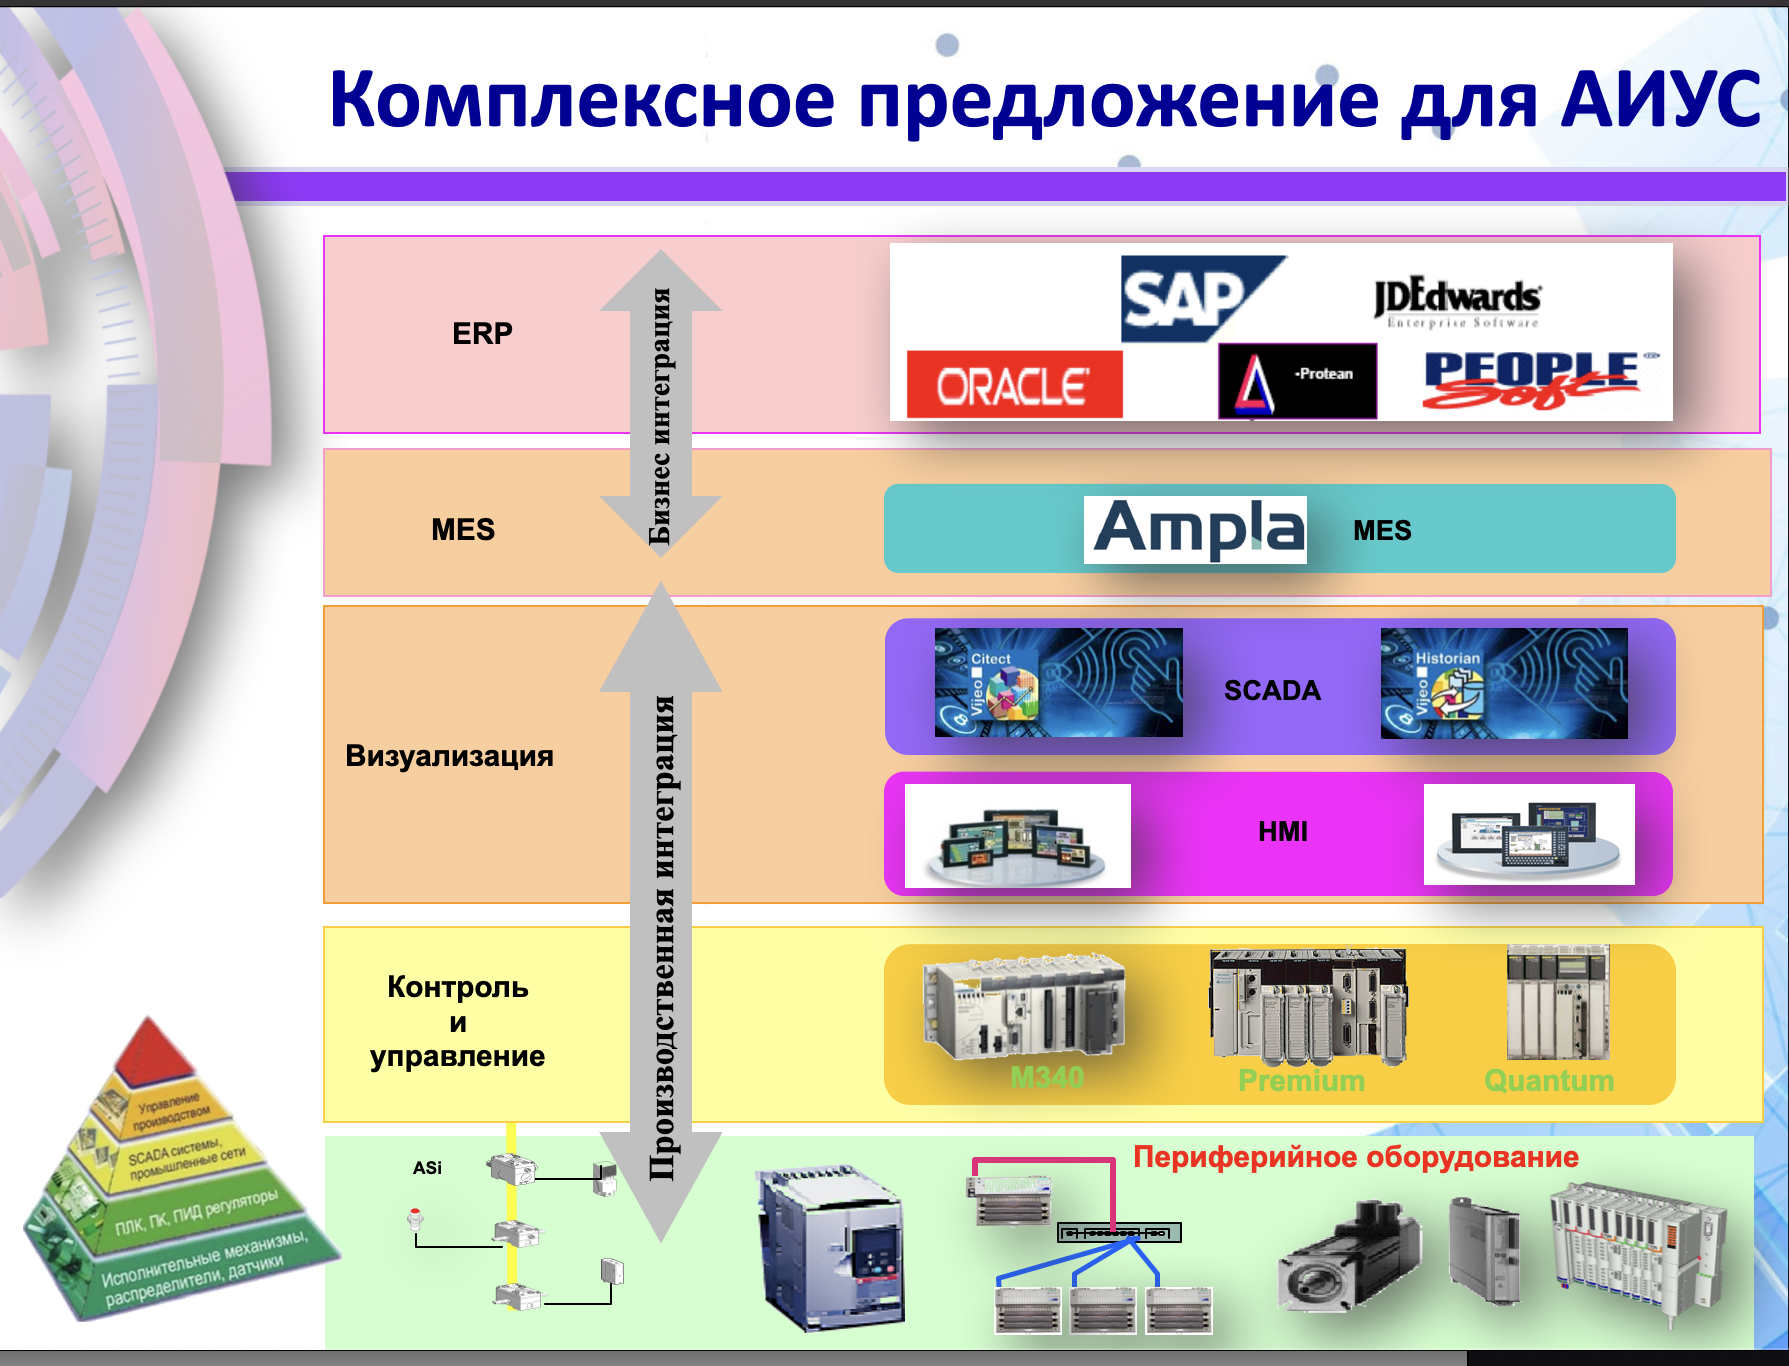 Комплексное предложение для АИУС
ERP
Бизнес интеграция
SAP
JDEdwards
Enterprise Software
ORACLE
-Protean
PEOPLE
Soft
MES
Ampla
MES
Визуализация
Производственная интеграция
Vijeo Citect
SCADA
Vijeo Historian
HMI
Контроль
и
управление
M340
Premium
Quantum
Управление
производством
SCADA системы,
промышленные сети
ПЛК, ПК, ПИД регуляторы
Исполнительные механизмы,
распределители, датчики
ASi
Периферийное оборудование